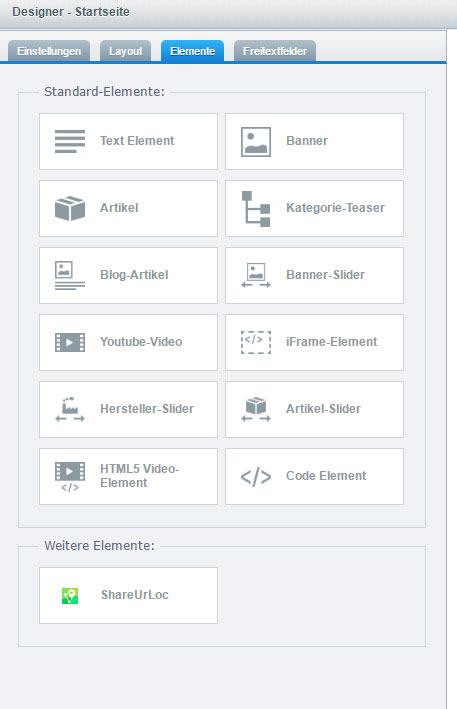 Designer - Startseite
Einstellungen Layout Elemente Freitextfelder
Standard-Elemente:
Text Element Banner
Artikel Kategorie-Teaser
Blog-Artikel Banner-Slider
Youtube-Video iFrame-Element
Hersteller-Slider Artikel-Slider
HTML5 Video-
Element
Code Element
Weitere Elemente:
ShareUrLoc